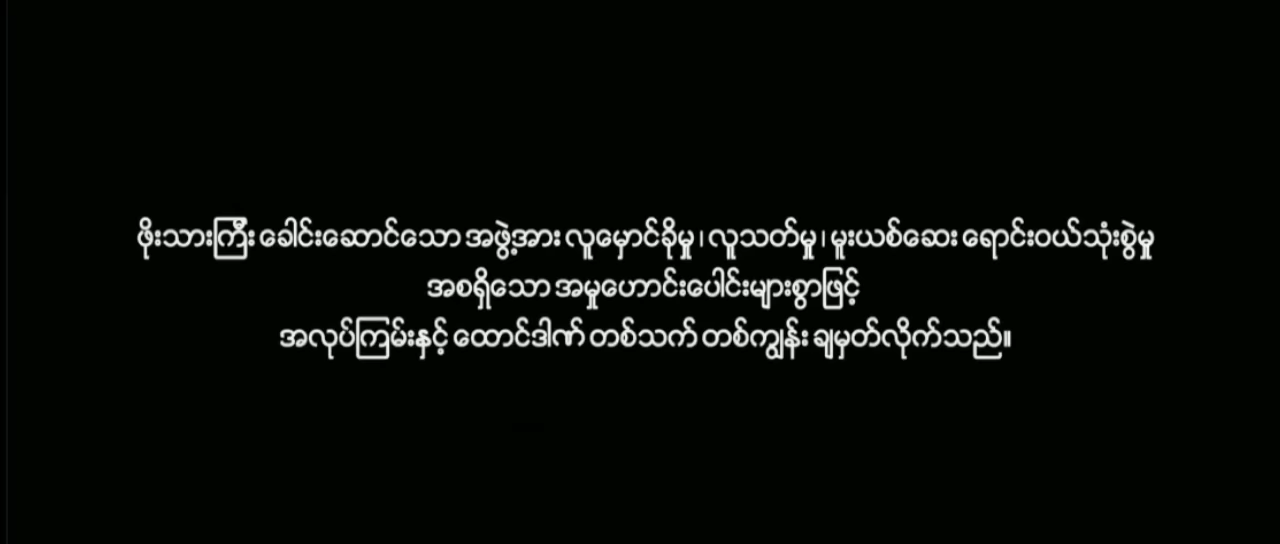 ဖိုးသားကြီး ခေါင်းဆောင်သော အဖွဲ့အား လူမှောင်ခိုမှု ၊ လူသတ်မှု ၊ မူးယစ်ဆေး ရောင်းဝယ်သုံးစွဲမှု
အစရှိသော အမှုဟောင်းပေါင်းများစွာဖြင့်
အလုပ်ကြမ်းနှင့် ထောင်ဒါဏ် တစ်သက် တစ်ကျွန်း ချမှတ်လိုက်သည်။